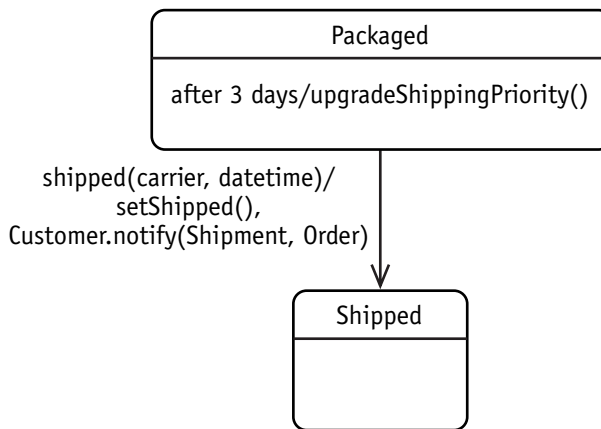 Packaged
after 3 days/upgradeShippingPriority()
shipped(carrier, datetime)/
setShipped(),
Customer.notify(Shipment, Order)
Shipped